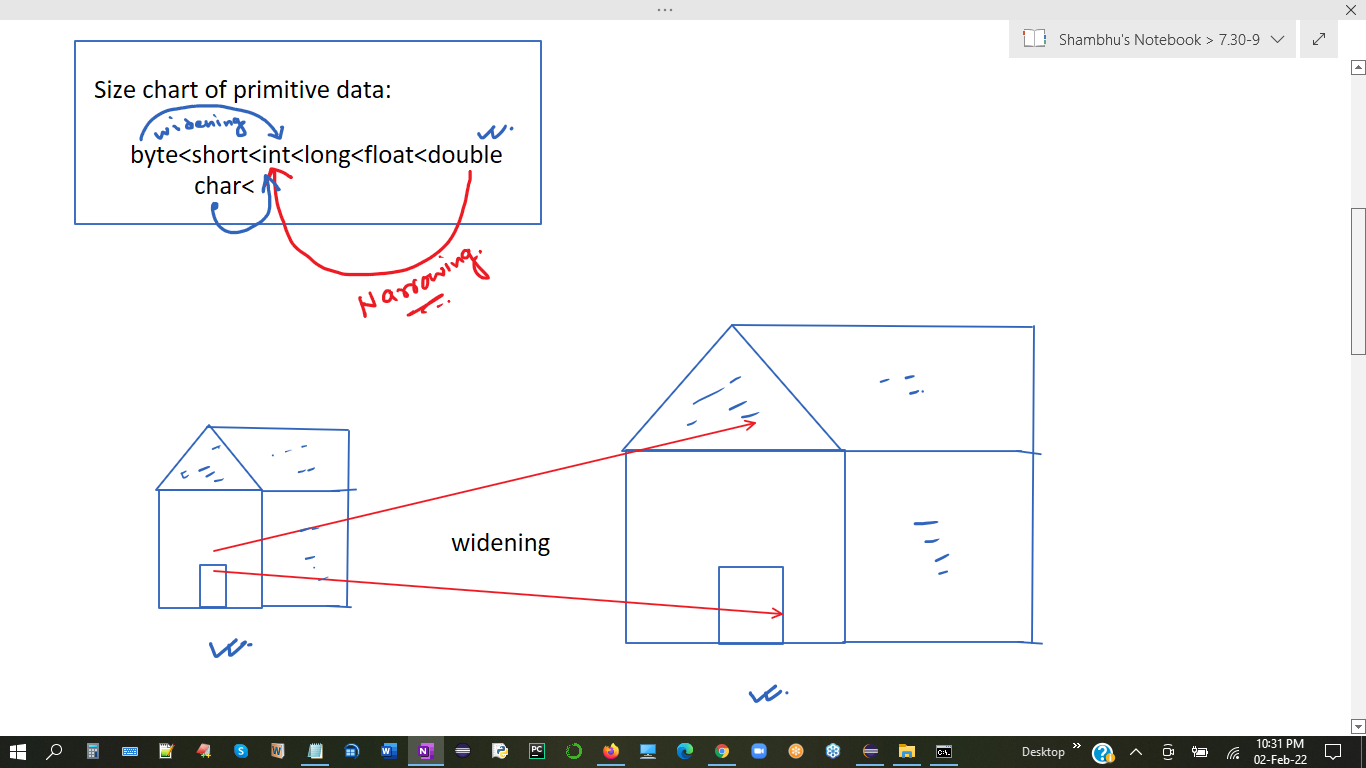 Shambhu's Notebook > 7.30-9
Size chart of primitive data:
widening
byte<short<int<long<float<double
char<
Narrowing.
widening
Desktop
10:31 PM
02-Feb-22